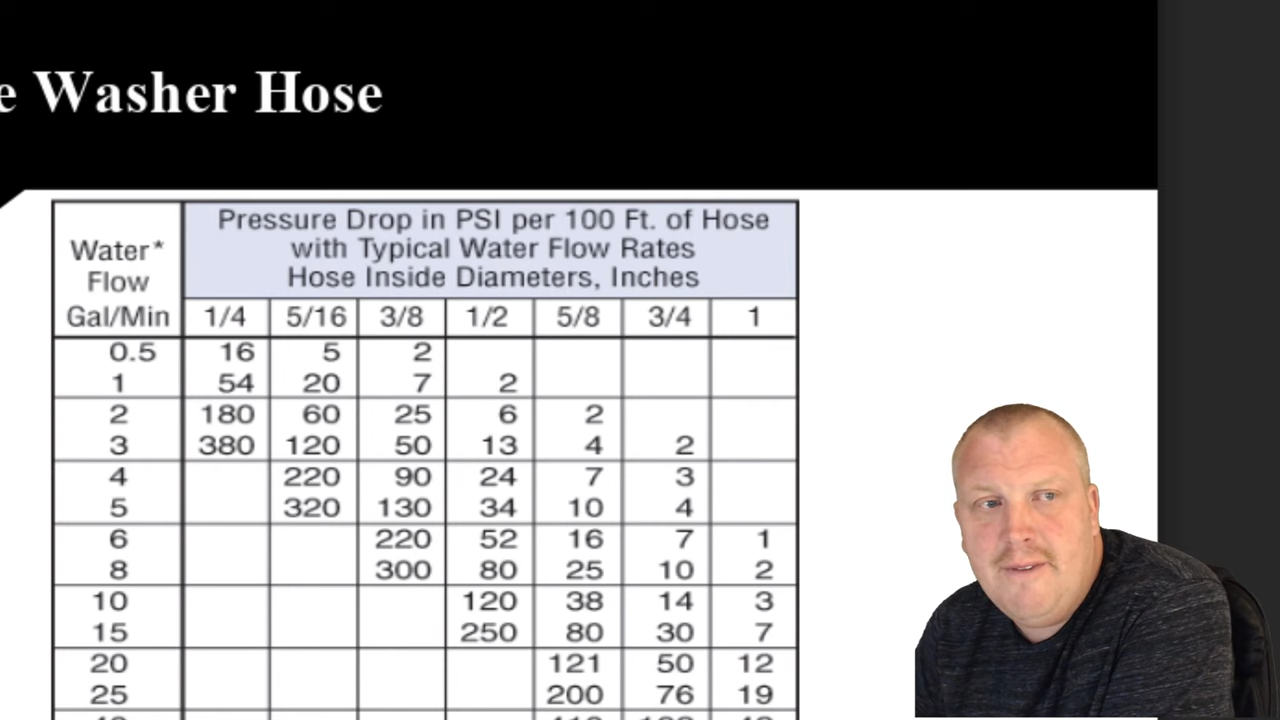 e Washer Hose
Pressure Drop in PSI per 100 Ft. of Hose
with Typical Water Flow Rates
Hose Inside Diameters, Inches
Water*
Flow
Gal/Min 1/4 5/16 3/8 1/2 5/8 3/4 1
0.5 16 5 2
1 54 20 7 2
2 180 60 25 6 2
3 380 120 50 13 4 2
4 220 90 24 7 3
5 320 130 34 10 4
6 220 52 16 7 1
8 300 80 25 10 2
10 120 38 14 3
15 250 80 30 7
20 121 50 12
25 200 76 19